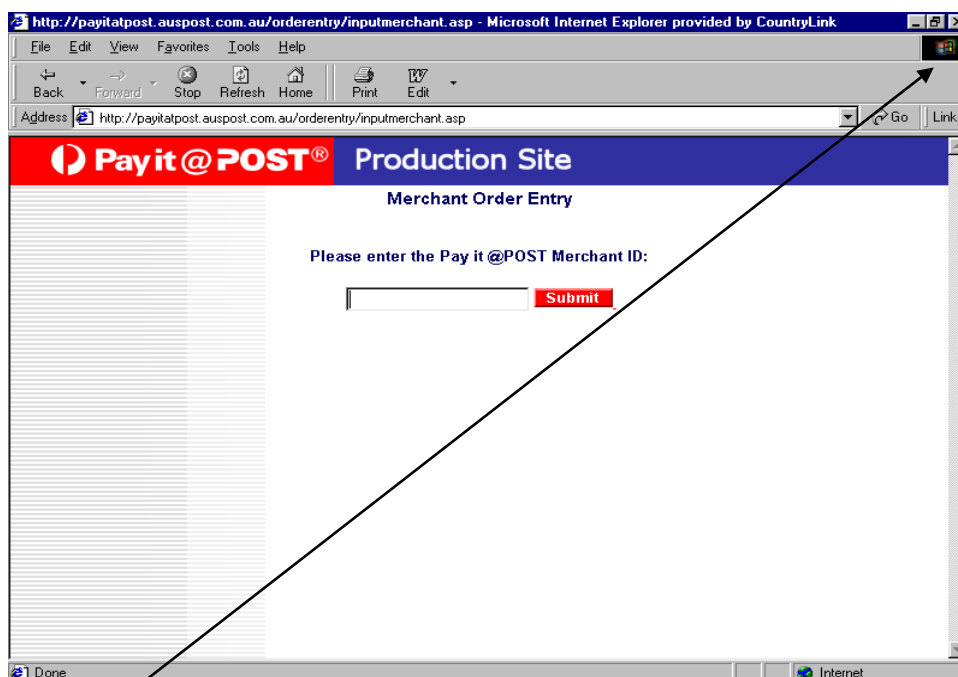 http://payitatpost.auspost.com.au/orderentry/inputmerchant.asp - Microsoft Internet Explorer provided by CountryLink
File Edit View Favorites Tools Help
Back Forward Stop Refresh Home Print Edit
Address http://payitatpost.auspost.com.au/orderentry/inputmerchant.asp Go Link
Pay it @ POST® Production Site
Merchant Order Entry
Please enter the Pay it @POST Merchant ID:
Submit
Done Internet